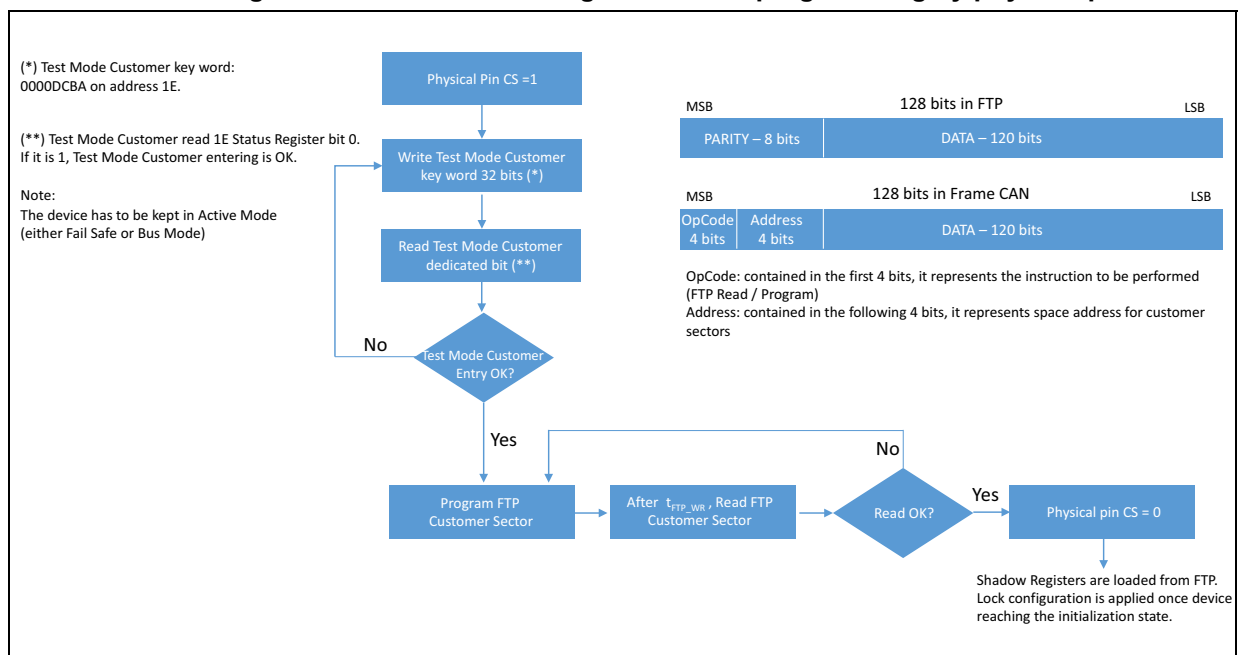 (*) Test Mode Customer key word:
0000DCBA on address 1E.
(**) Test Mode Customer read 1E Status Register bit 0.
If it is 1, Test Mode Customer entering is OK.
Note:
The device has to be kept in Active Mode
(either Fail Safe or Bus Mode)
Physical Pin CS =1
Write Test Mode Customer
key word 32 bits (*)
Read Test Mode Customer
dedicated bit (**)
Test Mode Customer
Entry OK?
No
Yes
MSB 128 bits in FTP LSB
PARITY – 8 bits DATA – 120 bits
MSB 128 bits in Frame CAN LSB
OpCode
4 bits
Address
4 bits
DATA – 120 bits
OpCode: contained in the first 4 bits, it represents the instruction to be performed
(FTP Read / Program)
Address: contained in the following 4 bits, it represents space address for customer
sectors
Program FTP
Customer Sector
After tFTP_WR , Read FTP
Customer Sector
Read OK?
No
Yes
Physical pin CS = 0
Shadow Registers are loaded from FTP.
Lock configuration is applied once device
reaching the initialization state.